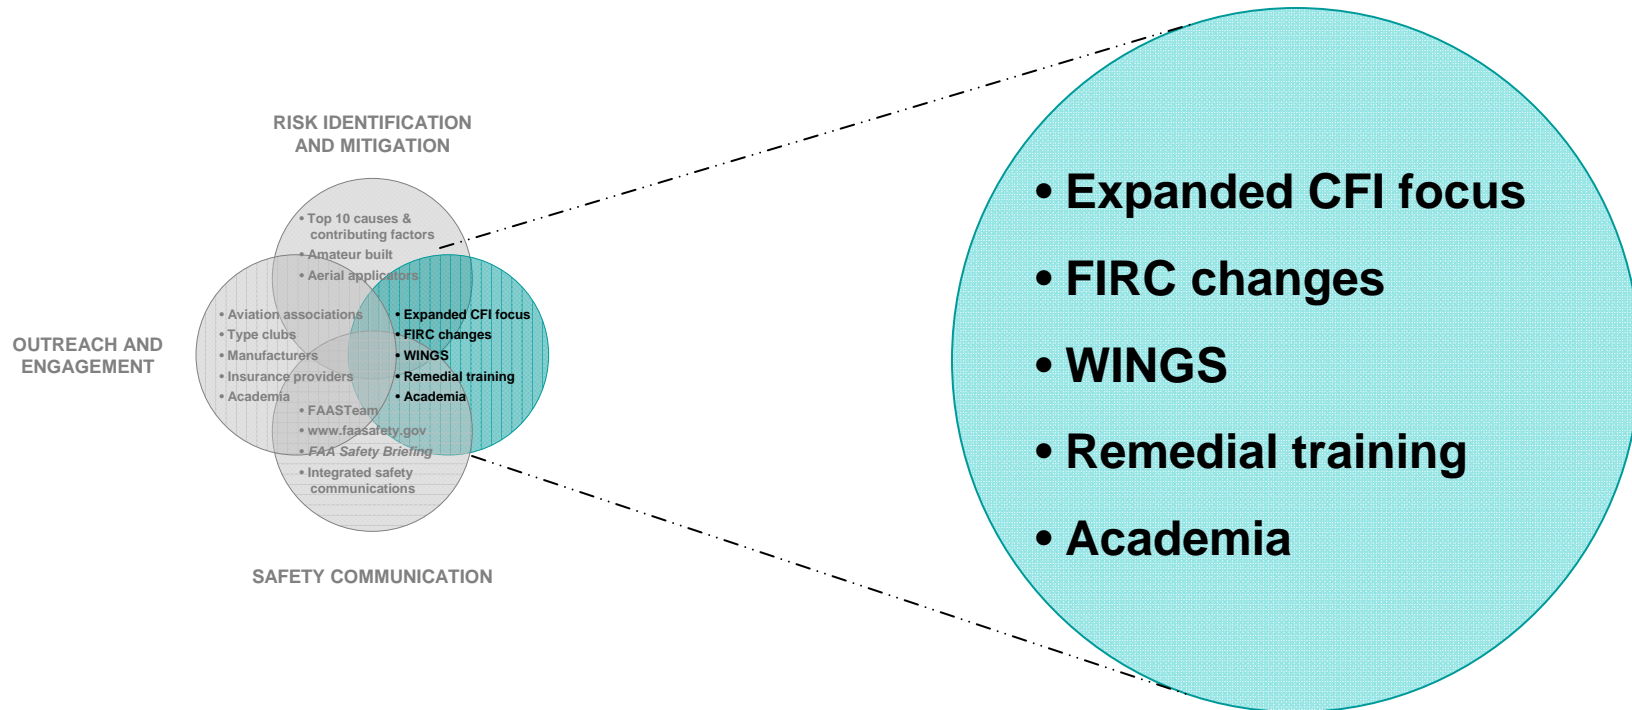 RISK IDENTIFICATION
AND MITIGATION
• Top 10 causes &
contributing factors
• Amateur built
• Aerial applicators
OUTREACH AND
ENGAGEMENT
• Aviation associations
• Type clubs
• Manufacturers
• Insurance providers
• Academia
• Expanded CFI focus
• FIRC changes
• WINGS
• Remedial training
• Academia
• FAASTeam
• www.faasafety.gov
• FAA Safety Briefing
• Integrated safety
communications
SAFETY COMMUNICATION
• Expanded CFI focus
• FIRC changes
• WINGS
• Remedial training
• Academia